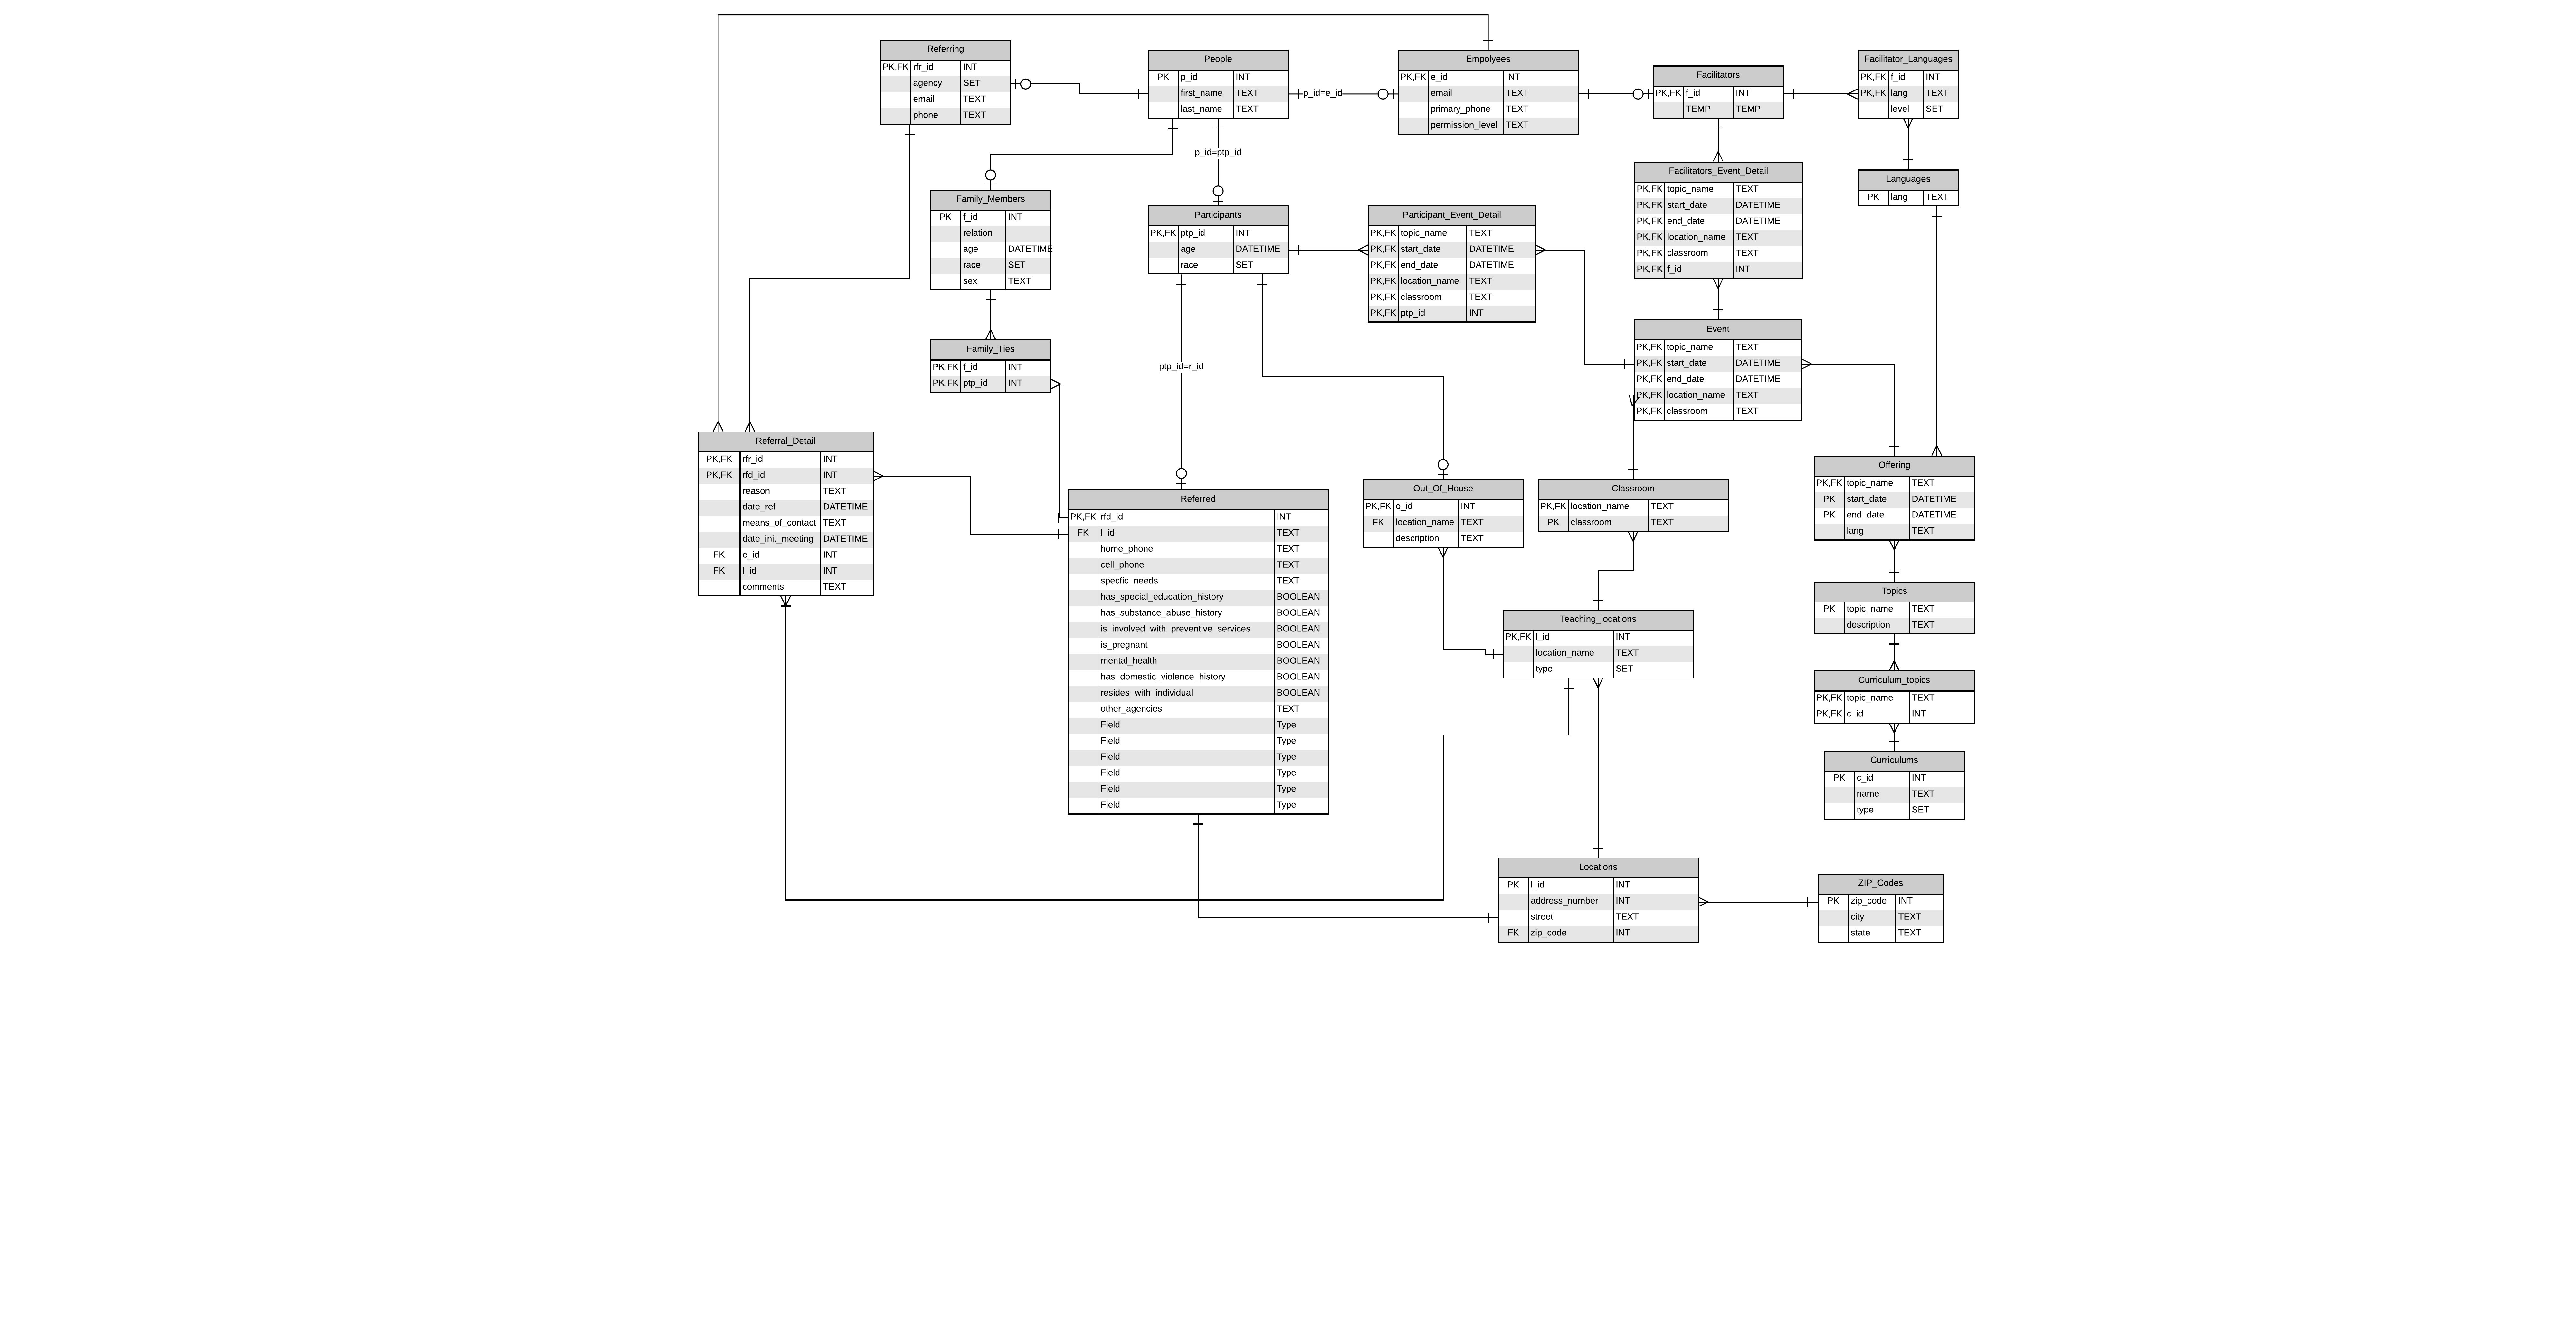 Referring
PK,FK rfr_id INT
agency SET
email TEXT
phone TEXT
People
PK p_id INT
first_name TEXT
last_name TEXT
p_id=e_id
Empolyees
PK,FK e_id INT
email TEXT
primary_phone TEXT
permission_level TEXT
Facilitators
PK,FK f_id INT
TEMP TEMP
Facilitator_Languages
PK,FK f_id INT
PK,FK lang TEXT
level SET
p_id=ptp_id
Languages
PK lang TEXT
Facilitators_Event_Detail
PK,FK topic_name TEXT
PK,FK start_date DATETIME
PK,FK end_date DATETIME
PK,FK location_name TEXT
PK,FK classroom TEXT
PK,FK f_id INT
Family_Members
PK f_id INT
relation
age DATETIME
race SET
sex TEXT
Participants
PK,FK ptp_id INT
age DATETIME
race SET
Participant_Event_Detail
PK,FK topic_name TEXT
PK,FK start_date DATETIME
PK,FK end_date DATETIME
PK,FK location_name TEXT
PK,FK classroom TEXT
PK,FK ptp_id INT
Event
PK,FK topic_name TEXT
PK,FK start_date DATETIME
PK,FK end_date DATETIME
PK,FK location_name TEXT
PK,FK classroom TEXT
Family_Ties
PK,FK f_id INT
PK,FK ptp_id INT
ptp_id=r_id
Referral_Detail
PK,FK rfr_id INT
PK,FK rfd_id INT
reason TEXT
date_ref DATETIME
means_of_contact TEXT
date_init_meeting DATETIME
FK e_id INT
FK l_id INT
comments TEXT
Referred
PK,FK rfd_id INT
FK l_id TEXT
home_phone TEXT
cell_phone TEXT
specfic_needs TEXT
has_special_education_history BOOLEAN
has_substance_abuse_history BOOLEAN
is_involved_with_preventive_services BOOLEAN
is_pregnant BOOLEAN
mental_health BOOLEAN
has_domestic_violence_history BOOLEAN
resides_with_individual BOOLEAN
other_agencies TEXT
Field Type
Field Type
Field Type
Field Type
Field Type
Field Type
Out_Of_House
PK,FK o_id INT
FK location_name TEXT
description TEXT
Classroom
PK,FK location_name TEXT
PK classroom TEXT
Offering
PK,FK topic_name TEXT
PK start_date DATETIME
PK end_date DATETIME
lang TEXT
Teaching_locations
PK,FK l_id INT
location_name TEXT
type SET
Topics
PK topic_name TEXT
description TEXT
Curriculum_topics
PK,FK topic_name TEXT
PK,FK c_id INT
Curriculums
PK c_id INT
name TEXT
type SET
Locations
PK l_id INT
address_number INT
street TEXT
FK zip_code INT
ZIP_Codes
PK zip_code INT
city TEXT
state TEXT